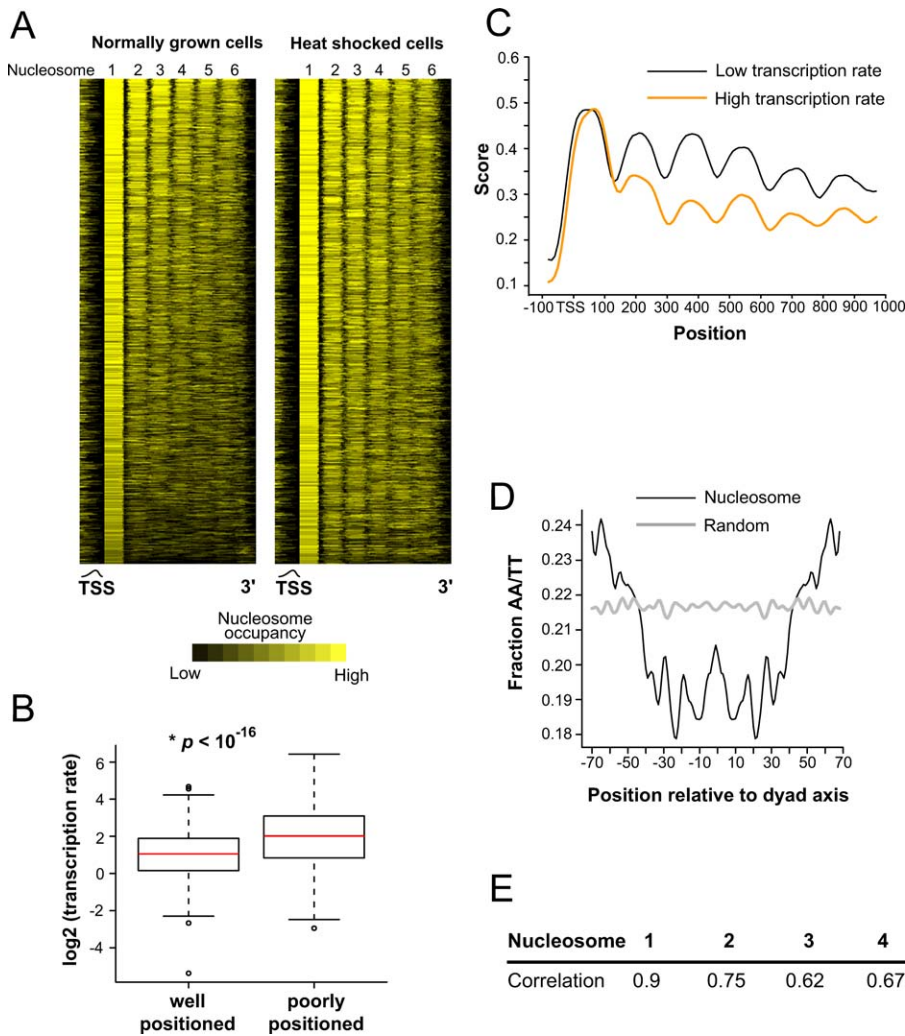 A
Normally grown cells
Heat shocked cells
Nucleosome 1 2 3 4 5 6
1 2 3 4 5 6
TSS 3'
TSS 3'
Nucleosome
occupancy
Low High
B
* p < 10-16
log2 (transcription rate)
6
4
2
0
-2
-4
well
positioned
poorly
positioned
C
Low transcription rate
High transcription rate
Score
0.6
0.5
0.4
0.3
0.2
0.1
-100 TSS 100 200 300 400 500 600 700 800 900 1000
Position
D
Nucleosome
Random
Fraction AA/TT
0.24
0.23
0.22
0.21
0.20
0.19
0.18
-70 -50 -30 -10 10 30 50 70
Position relative to dyad axis
E
Nucleosome 1 2 3 4
Correlation 0.9 0.75 0.62 0.67